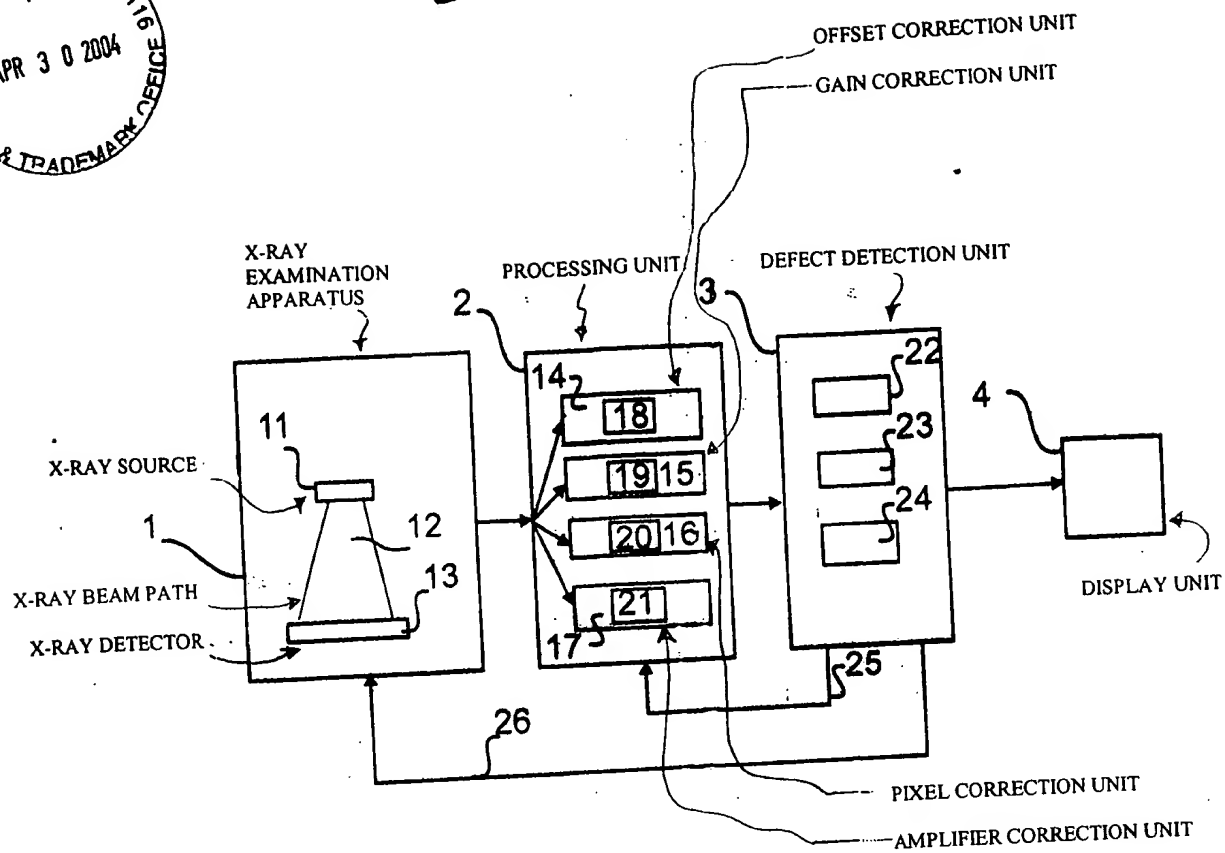 116
APR 3 0 2004
& TRADEMARK OFFICE
OFFSET CORRECTION UNIT
GAIN CORRECTION UNIT
X-RAY
EXAMINATION
APPARATUS
PROCESSING UNIT
DEFECT DETECTION UNIT
2
3
14
18
22
4
11
19 15
23
X-RAY SOURCE
20 16
24
1
12
13
X-RAY BEAM PATH
21
DISPLAY UNIT
X-RAY DETECTOR
17
25
26
PIXEL CORRECTION UNIT
AMPLIFIER CORRECTION UNIT